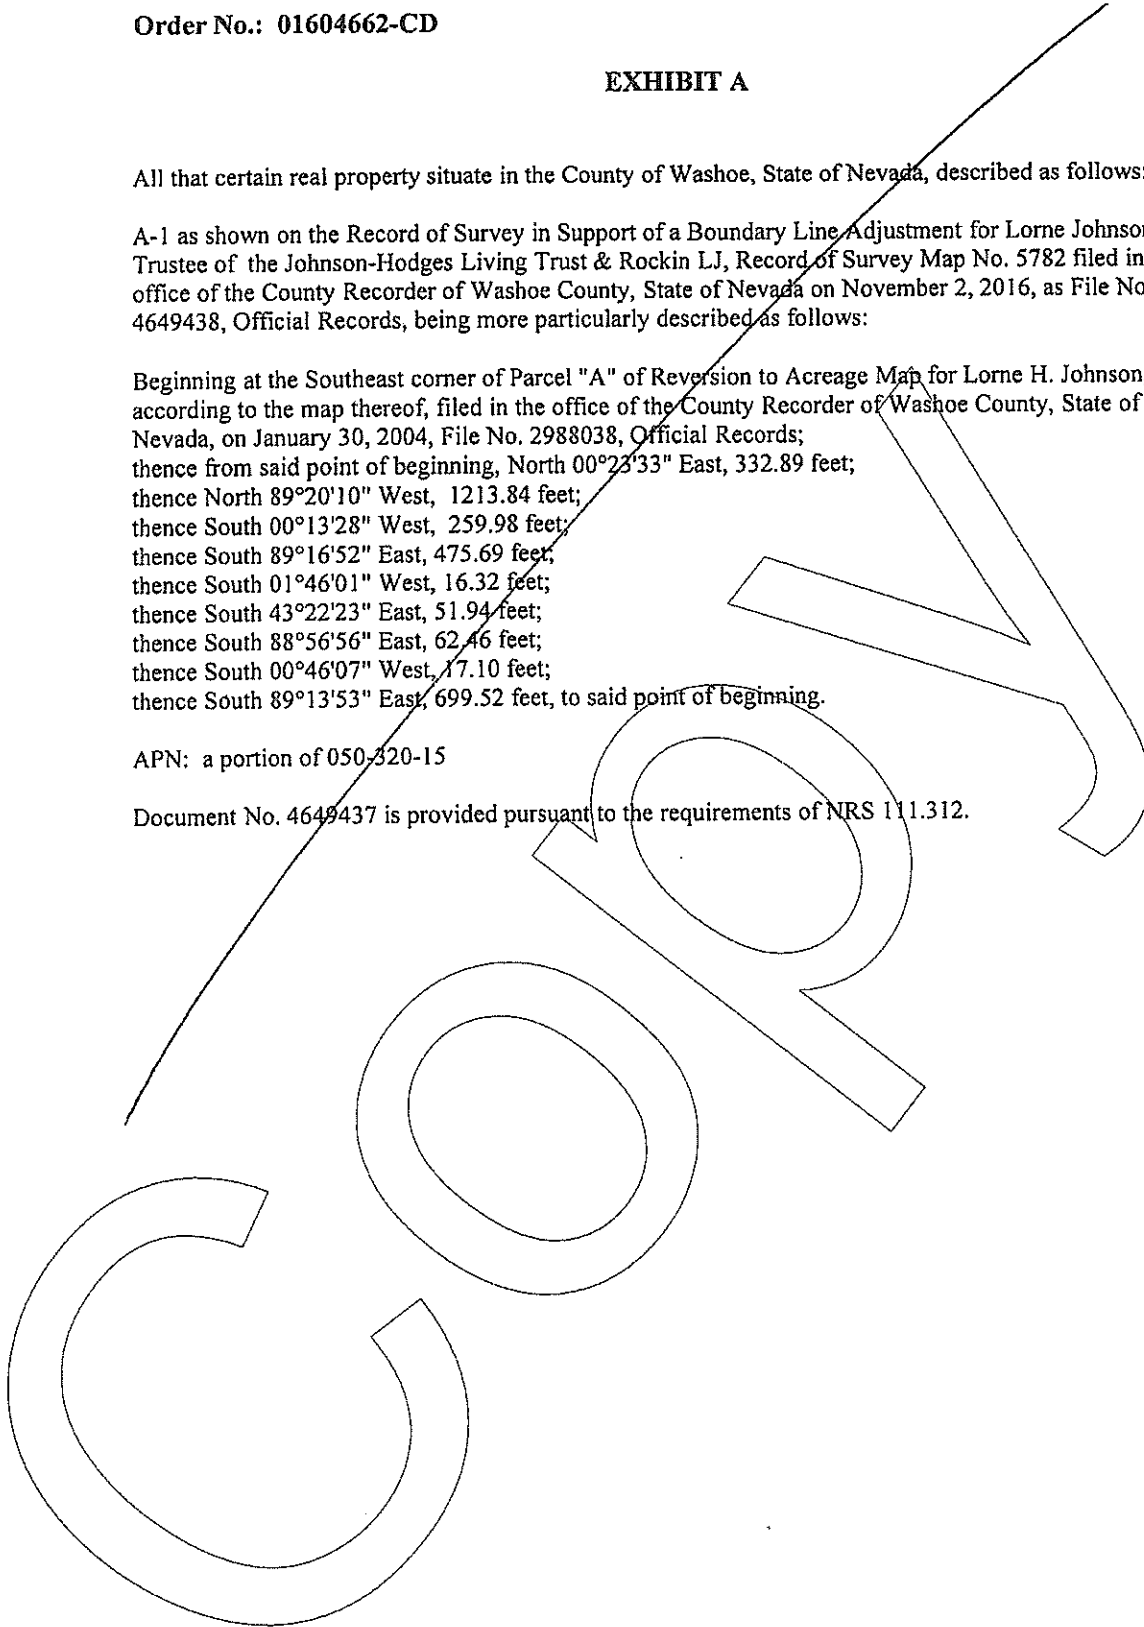 Order No.: 01604662-CD
EXHIBIT A
All that certain real property situate in the County of Washoe, State of Nevada, described as follows:
A-1 as shown on the Record of Survey in Support of a Boundary Line Adjustment for Lorne Johnso
Trustee of the Johnson-Hodges Living Trust & Rockin LJ, Record of Survey Map No. 5782 filed in
office of the County Recorder of Washoe County, State of Nevada on November 2, 2016, as File No
4649438, Official Records, being more particularly described as follows:
Beginning at the Southeast corner of Parcel "A" of Reversion to Acreage Map for Lorne H. Johnson
according to the map thereof, filed in the office of the County Recorder of Washoe County, State of
Nevada, on January 30, 2004, File No. 2988038, Official Records;
thence from said point of beginning, North 00°23'33" East, 332.89 feet;
thence North 89°20'10" West, 1213.84 feet;
thence South 00°13'28" West, 259.98 feet;
thence South 89°16'52" East, 475.69 feet;
thence South 01°46'01" West, 16.32 feet;
thence South 43°22'23" East, 51.94 feet;
thence South 88°56'56" East, 62.46 feet;
thence South 00°46'07" West, 17.10 feet;
thence South 89°13'53" East, 699.52 feet, to said point of beginning.
APN: a portion of 050-320-15
Document No. 4649437 is provided pursuant to the requirements of NRS 111.312.
Copy